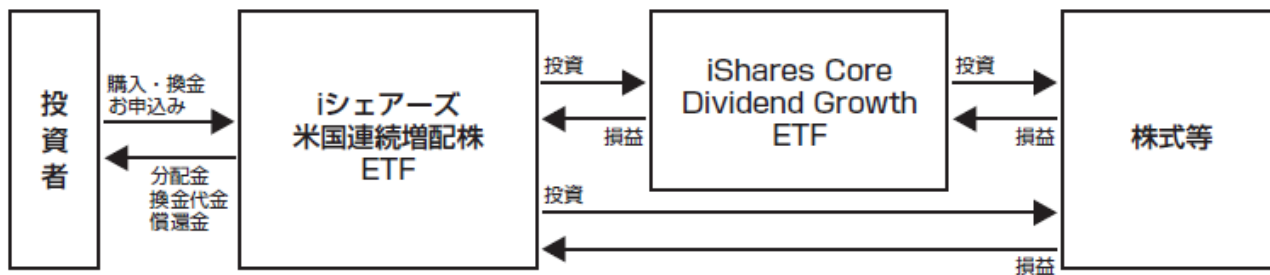 投資者
購入・換金
お申込み
分配金
換金代金
償還金
iシェアーズ
米国連続増配株
ETF
投資
損益
iShares Core
Dividend Growth
ETF
投資
損益
投資
損益
株式等